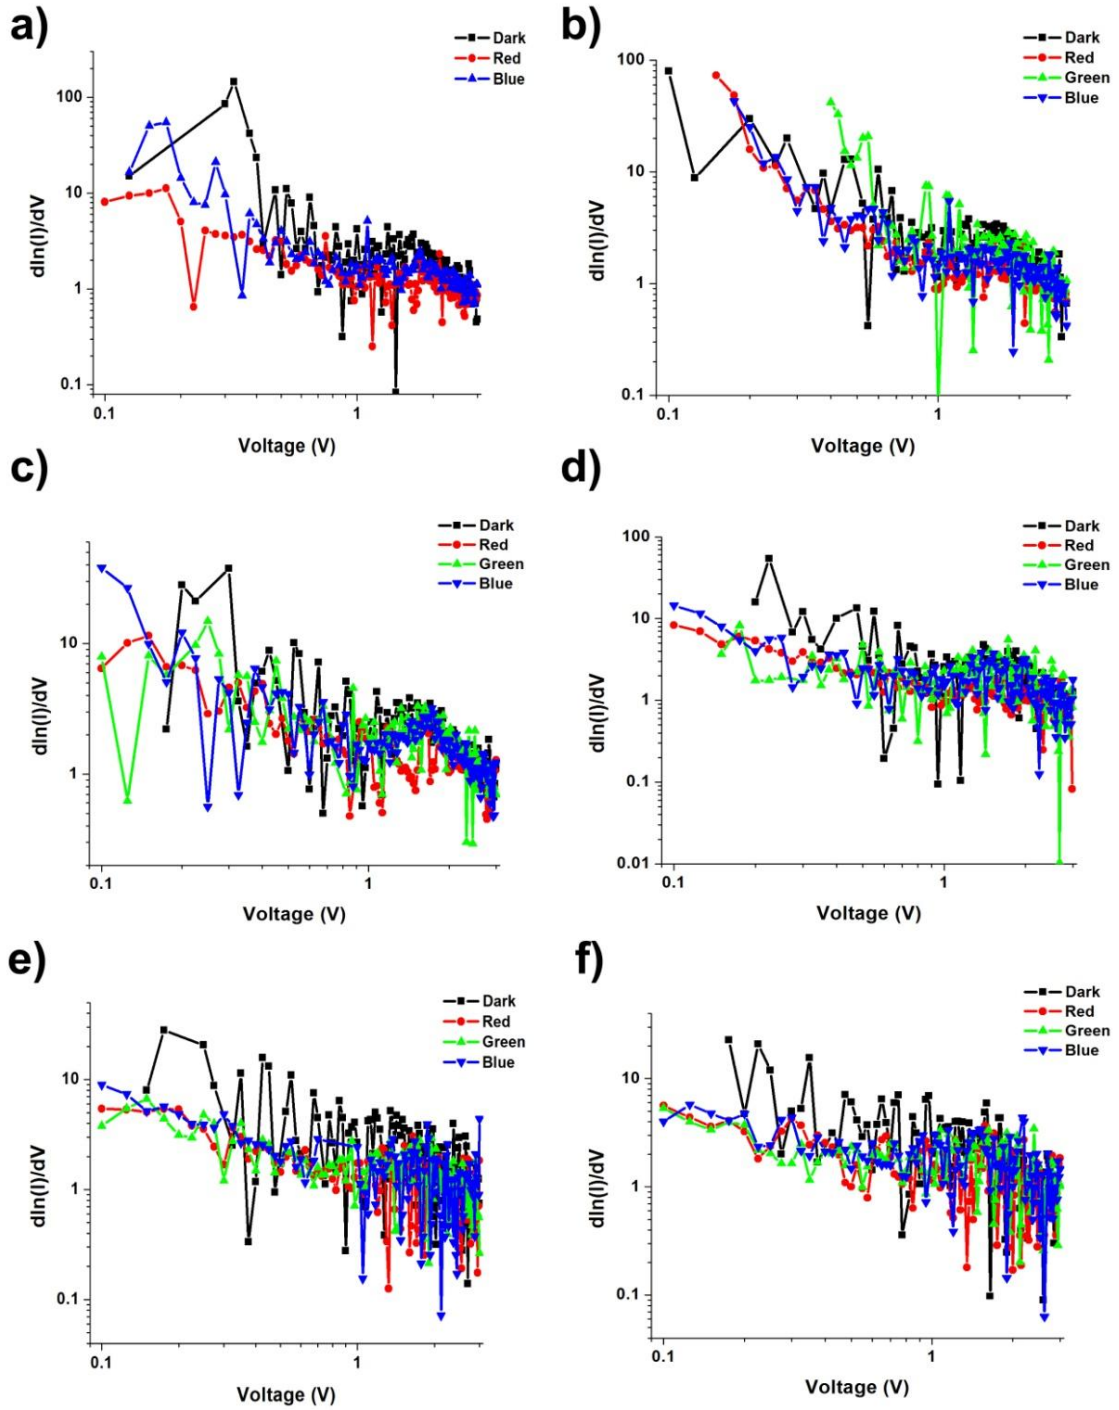 a)
Dark
Red
Blue
dln(I)/dV
100
10
1
0.1
0.1
1
Voltage (V)
b)
Dark
Red
Green
Blue
dln(I)/dV
100
10
1
0.1
0.1
1
Voltage (V)
c)
Dark
Red
Green
Blue
dln(I)/dV
10
1
0.1
1
Voltage (V)
d)
Dark
Red
Green
Blue
dln(I)/dV
100
10
1
0.1
0.01
0.1
1
Voltage (V)
e)
Dark
Red
Green
Blue
dln(I)/dV
10
1
0.1
0.1
1
Voltage (V)
f)
Dark
Red
Green
Blue
dln(I)/dV
10
1
0.1
0.1
1
Voltage (V)